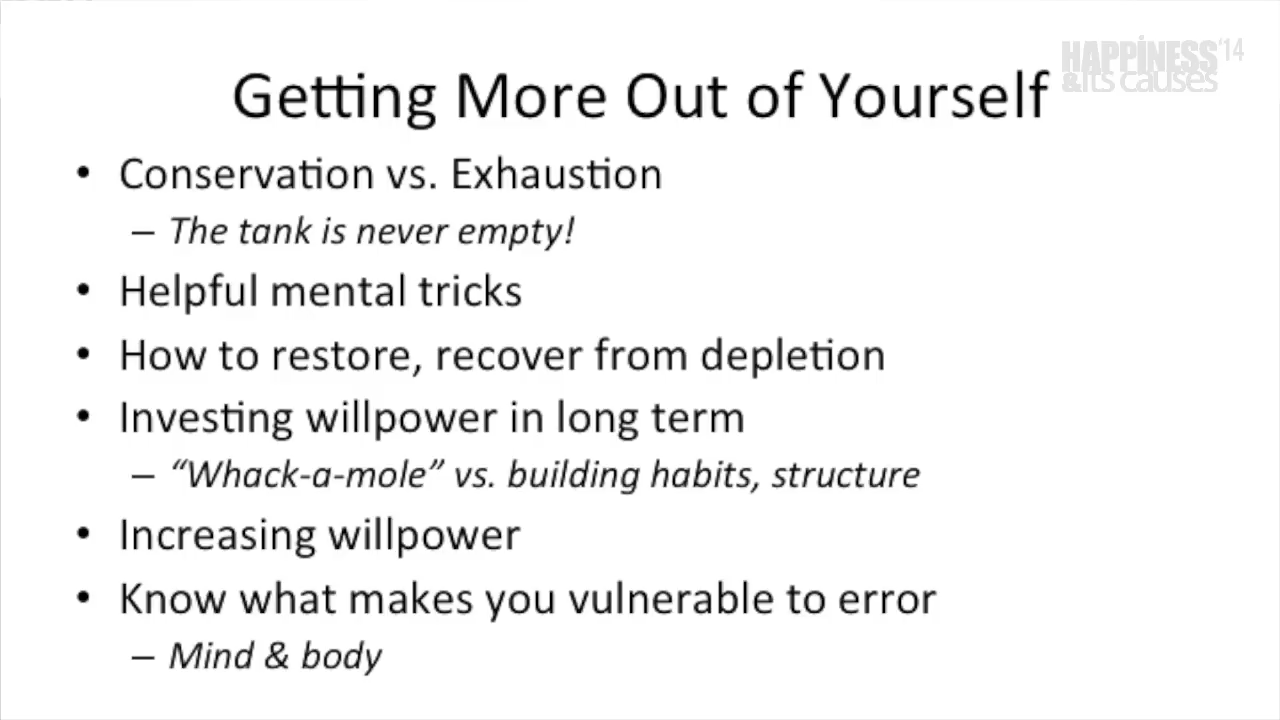 HAPPINESS '14
& its causes
Getting More Out of Yourself
• Conservation vs. Exhaustion
– The tank is never empty!
• Helpful mental tricks
• How to restore, recover from depletion
• Investing willpower in long term
– “Whack-a-mole” vs. building habits, structure
• Increasing willpower
• Know what makes you vulnerable to error
– Mind & body